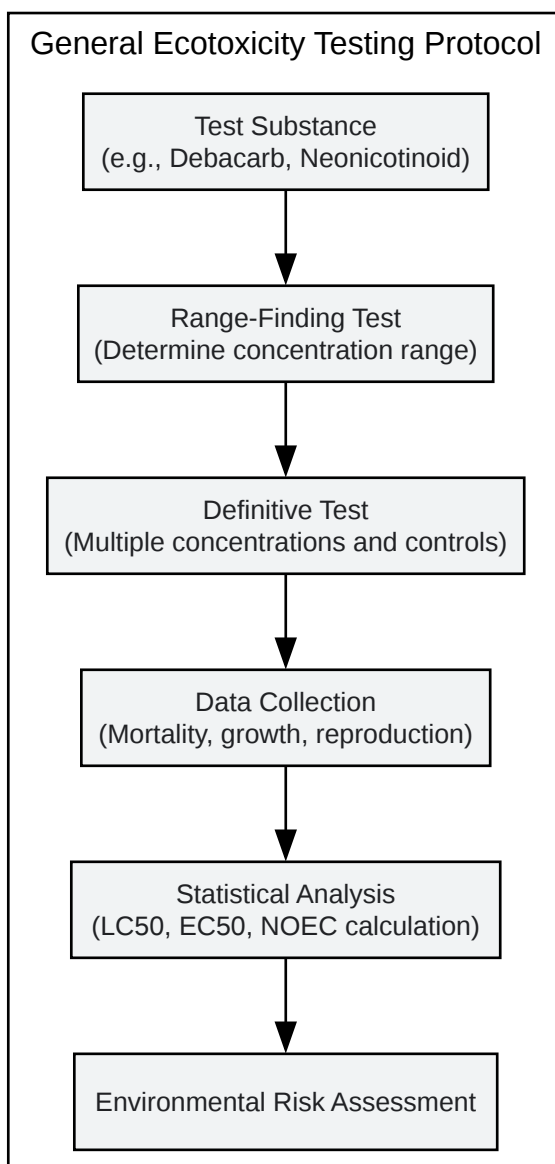 General Ecotoxicity Testing Protocol
Test Substance
(e.g., Debacarb, Neonicotinoid)
Range-Finding Test
(Determine concentration range)
Definitive Test
(Multiple concentrations and controls)
Data Collection
(Mortality, growth, reproduction)
Statistical Analysis
(LC50, EC50, NOEC calculation)
Environmental Risk Assessment